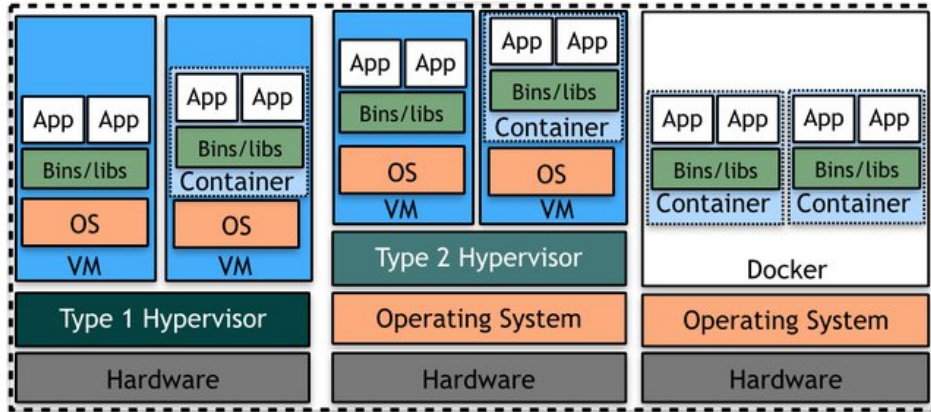 App App
Bins/libs
OS
VM
App App
Bins/libs
Container
OS
VM
Type 1 Hypervisor
Hardware
App App
Bins/libs
OS
VM
App App
Bins/libs
Container
OS
VM
Type 2 Hypervisor
Operating System
Hardware
App App
Bins/libs
Container
App App
Bins/libs
Container
Docker
Operating System
Hardware